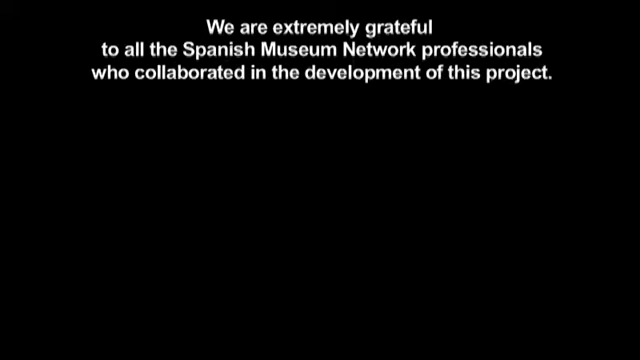 We are extremely grateful
to all the Spanish Museum Network professionals
who collaborated in the development of this project.